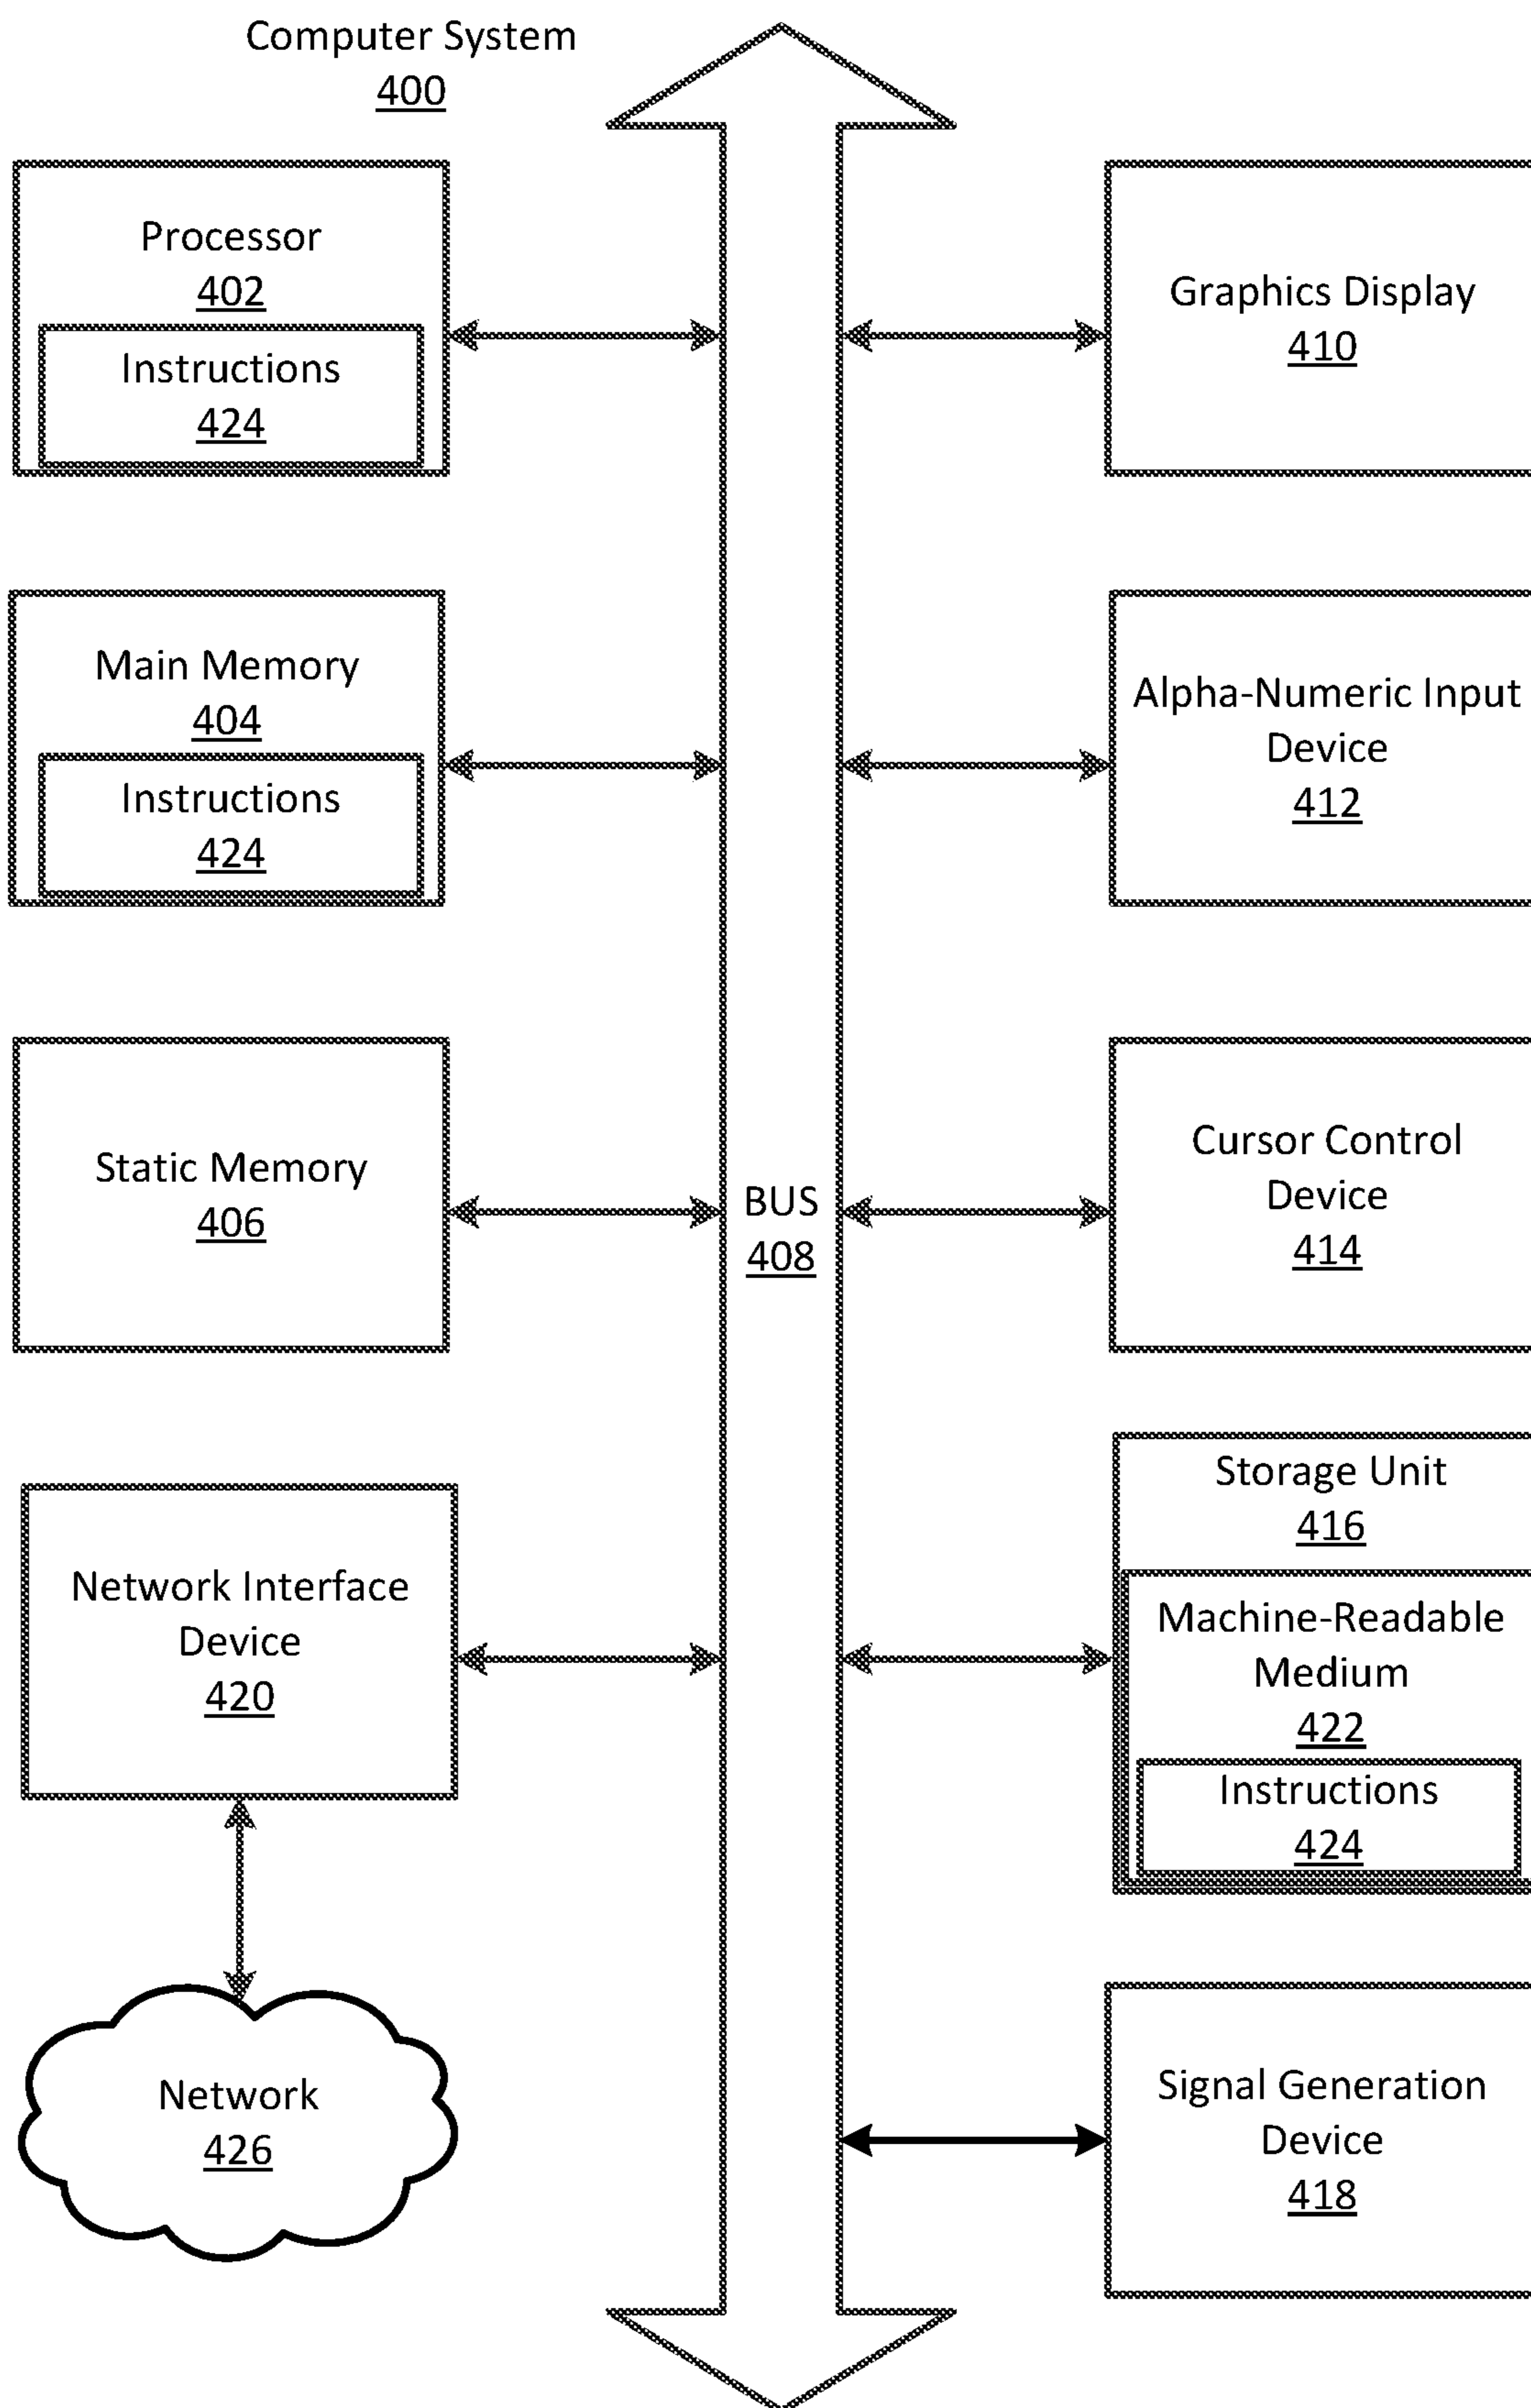 Computer System
400
Processor
402
Instructions
424
Main Memory
404
Instructions
424
Static Memory
406
Network Interface
Device
420
Network
426
BUS
408
Graphics Display
410
Alpha-Numeric Input
Device
412
Cursor Control
Device
414
Storage Unit
416
Machine-Readable
Medium
422
Instructions
424
Signal Generation
Device
418